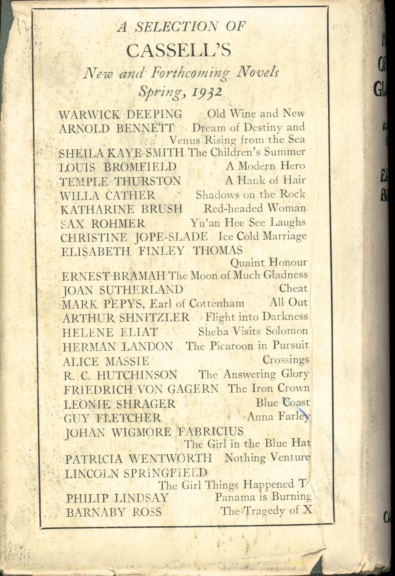 A SELECTION OF
CASSELL'S
New and Forthcoming Novels
Spring, 1932
WARWICK DEEPING Old Wine and New
ARNOLD BENNETT Dream of Destiny and
Venus Rising from the Sea
SHEILA KAYE-SMITH The Children's Summer
LOUIS BROMFIELD A Modern Hero
TEMPLE THURSTON A Hank of Hair
WILLA CATHER Shadows on the Rock
KATHARINE BRUSH Red-headed Woman
SAX ROHMER Yu'an Hee See Laughs
CHRISTINE JOPE-SLADE Ice Cold Marriage
ELISABETH FINLEY THOMAS
Quaint Honour
ERNEST BRAMAH The Moon of Much Gladness
JOAN SUTHERLAND Cheat
MARK PEPYS, Earl of Cottenham All Out
ARTHUR SHNITZLER Flight into Darkness
HELENE ELIAT Sheba Visits Solomon
HERMAN LANDON The Picaroon in Pursuit
ALICE MASSIE Crossings
R. C. HUTCHINSON The Answering Glory
FRIEDRICH VON GAGERN The Iron Crown
LEONIE SHRAGER Blue Coast
GUY FLETCHER Anna Farley
JOHAN WIGMORE FABRICIUS
The Girl in the Blue Hat
PATRICIA WENTWORTH Nothing Venture
LINCOLN SPRINGFIELD
The Girl Things Happened T
PHILIP LINDSAY Panama is Burning
BARNABY ROSS The Tragedy of X